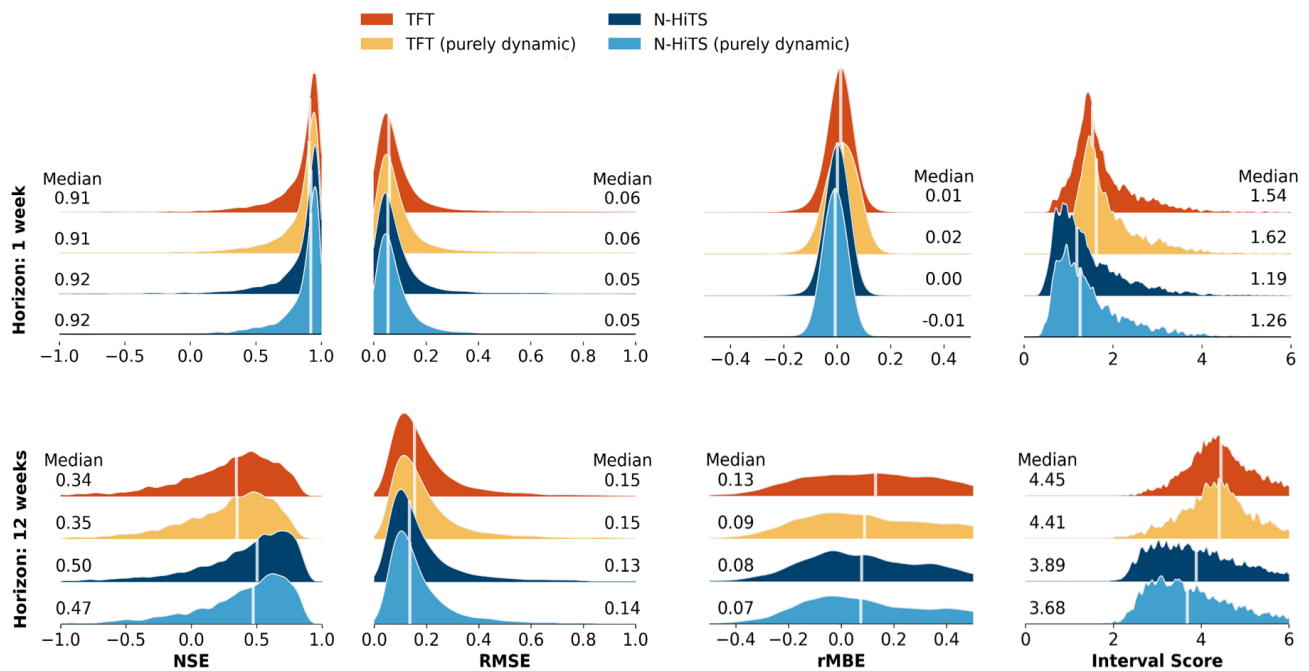 TFT
N-HiTS
TFT (purely dynamic)
N-HiTS (purely dynamic)
Horizon: 1 week
Median
0.91
0.91
0.92
0.92
−1.0 −0.5 0.0 0.5 1.0
Median
0.06
0.06
0.05
0.05
0.0 0.2 0.4 0.6 0.8 1.0
Median
0.01
0.02
0.00
-0.01
−0.4 −0.2 0.0 0.2 0.4
Median
1.54
1.62
1.19
1.26
0 2 4 6
Horizon: 12 weeks
Median
0.34
0.35
0.50
0.47
−1.0 −0.5 0.0 0.5 1.0
NSE
Median
0.15
0.15
0.13
0.14
0.0 0.2 0.4 0.6 0.8 1.0
RMSE
Median
0.13
0.09
0.08
0.07
−0.4 −0.2 0.0 0.2 0.4
rMBE
Median
4.45
4.41
3.89
3.68
0 2 4 6
Interval Score